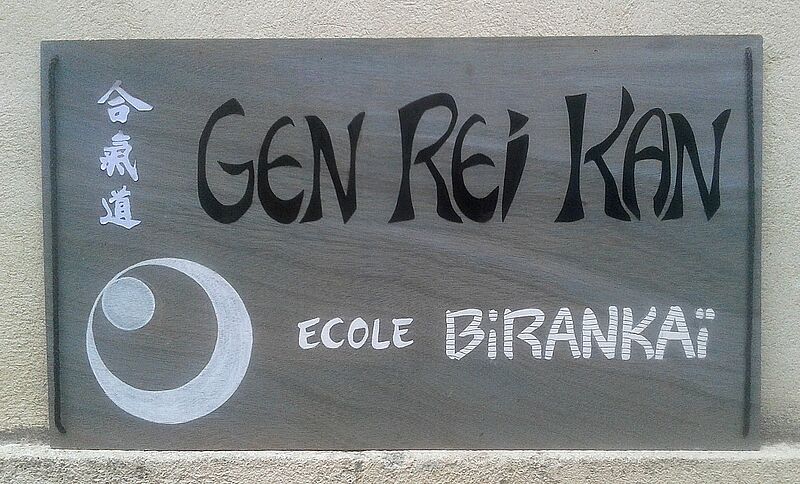 合氣道
GEN REI KAN
ECOLE BIRANKAÏ